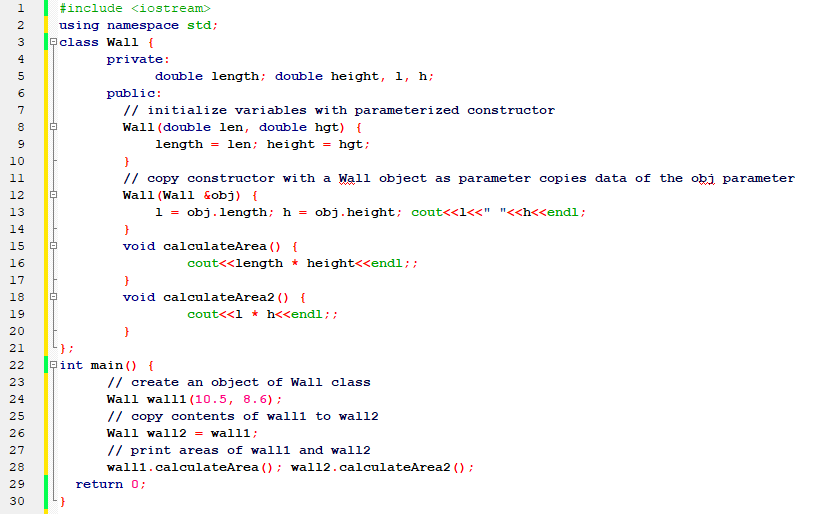 1 #include <iostream>
2 using namespace std;
3 class Wall {
4 private:
5 double length; double height, l, h;
6 public:
7 // initialize variables with parameterized constructor
8 Wall(double len, double hgt) {
9 length = len; height = hgt;
10 }
11 // copy constructor with a Wall object as parameter copies data of the obj parameter
12 Wall(Wall &obj) {
13 l = obj.length; h = obj.height; cout<<l<<" "<<h<<endl;
14 }
15 void calculateArea() {
16 cout<<length * height<<endl;;
17 }
18 void calculateArea2() {
19 cout<<l * h<<endl;;
20 }
21 };
22 int main() {
23 // create an object of Wall class
24 Wall wall1(10.5, 8.6);
25 // copy contents of wall1 to wall2
26 Wall wall2 = wall1;
27 // print areas of wall1 and wall2
28 wall1.calculateArea(); wall2.calculateArea2();
29 return 0;
30 }